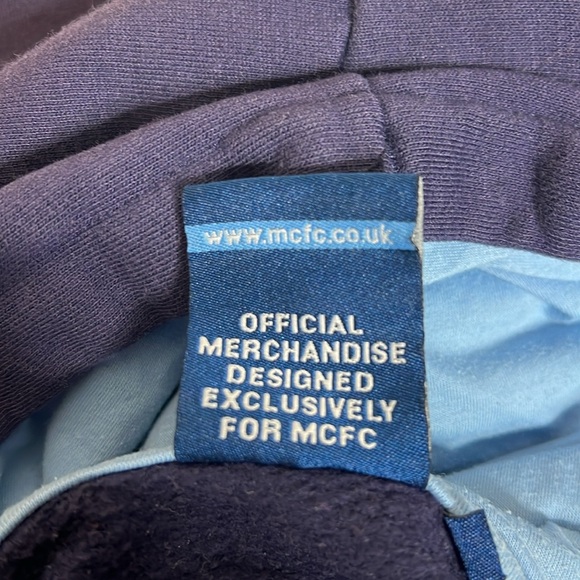 www.mcfc.co.uk
OFFICIAL
MERCHANDISE
DESIGNED
EXCLUSIVELY
FOR MCFC